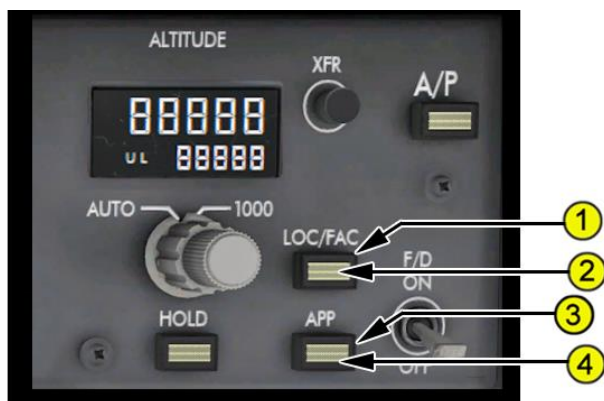 ALTITUDE
XFR
A/P
88888
UL 88888
AUTO
1000
LOC/FAC
1
2
F/D
ON
HOLD
APP
3
OFF
4